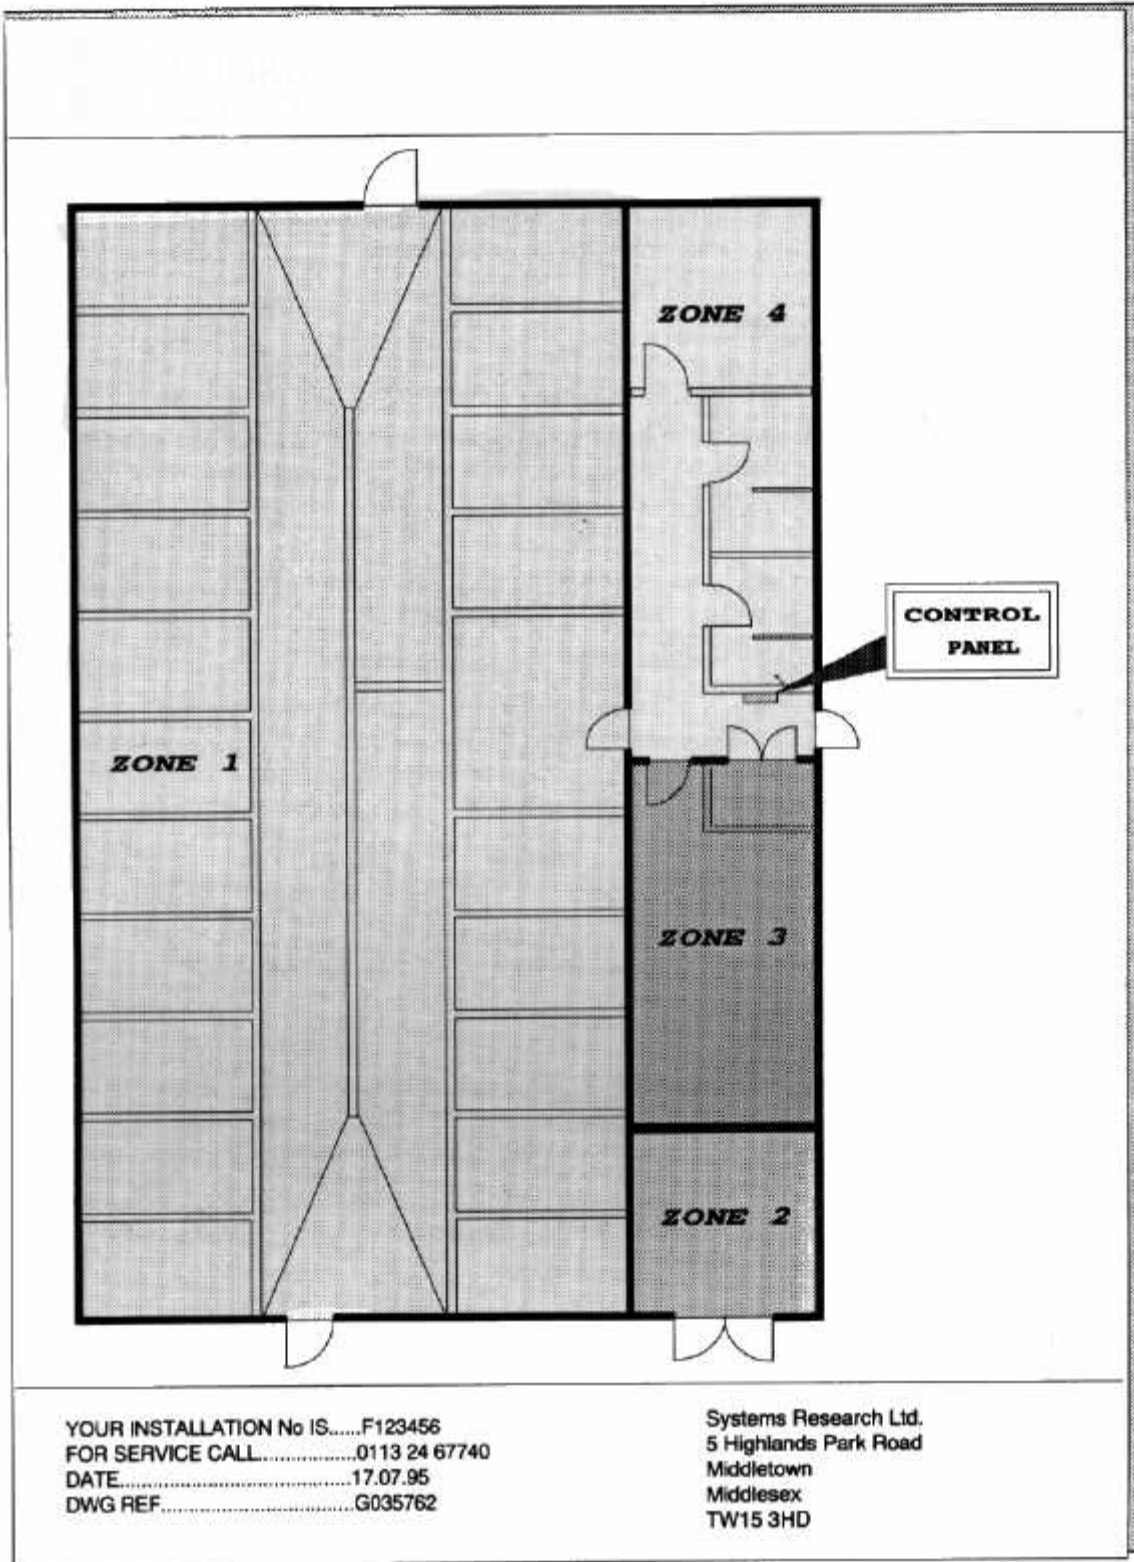 ZONE 4
CONTROL
PANEL
ZONE 1
ZONE 3
ZONE 2
YOUR INSTALLATION No IS......F123456
FOR SERVICE CALL..................0113 24 67740
DATE............................................17.07.95
DWG REF.....................................G035762
Systems Research Ltd.
5 Highlands Park Road
Middletown
Middlesex
TW15 3HD